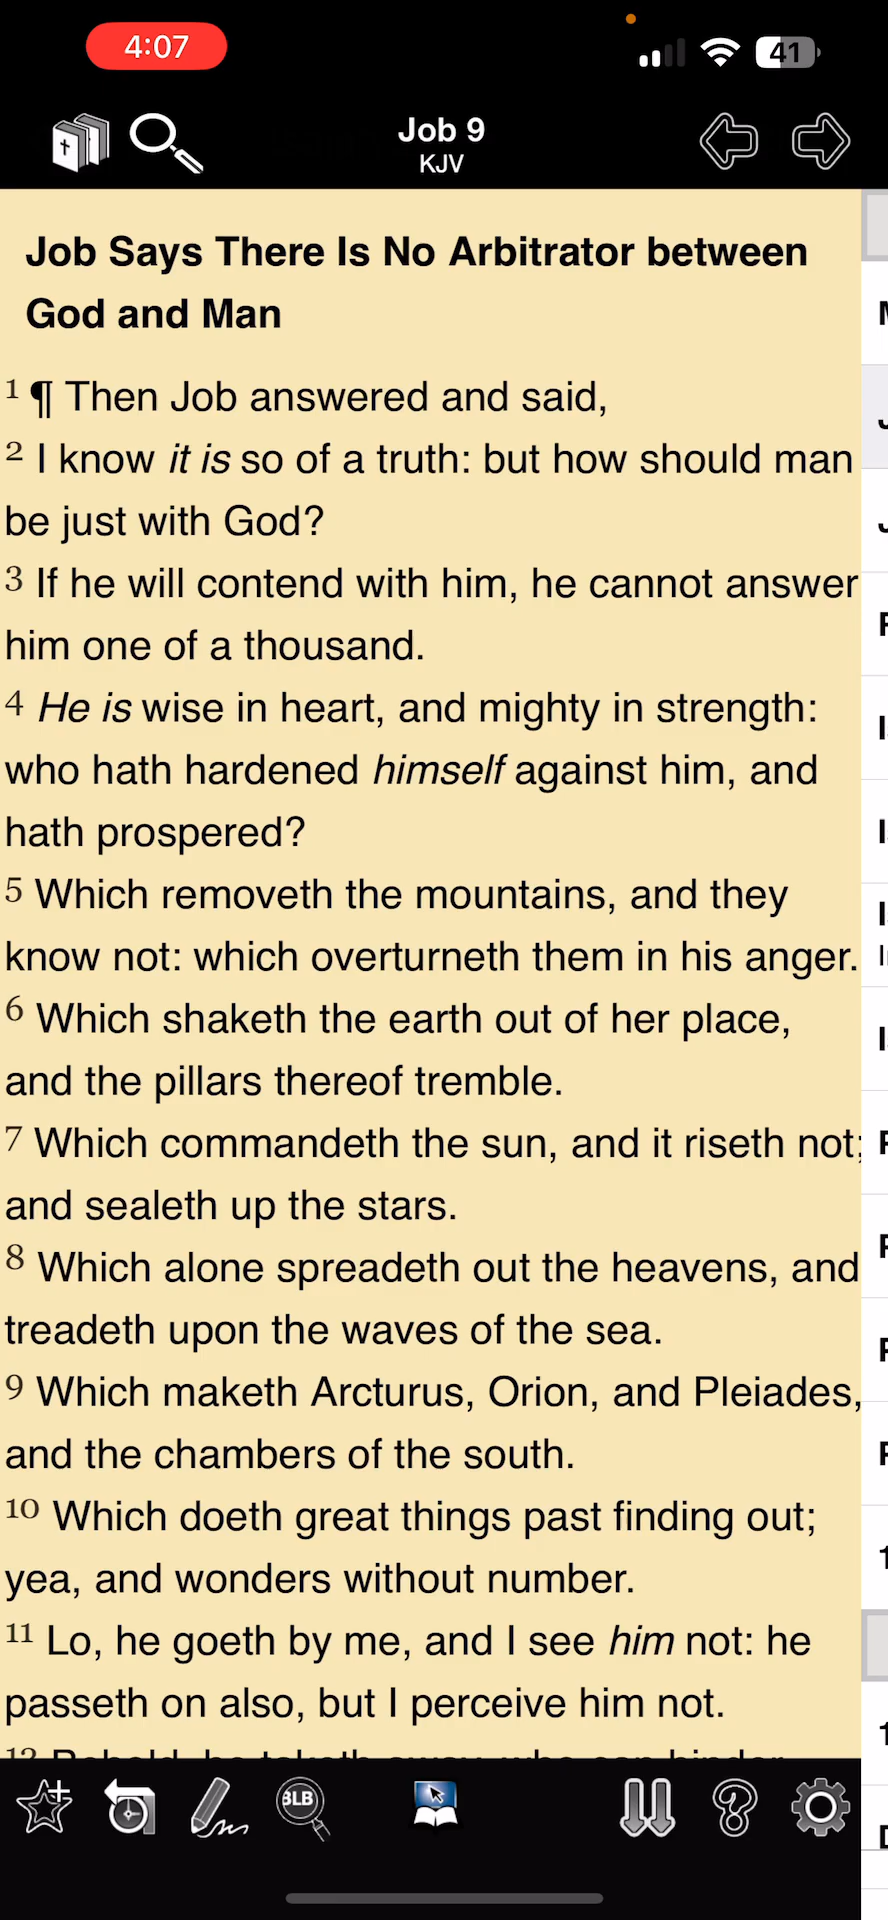 4:07
41
Job 9
KJV
Job Says There Is No Arbitrator between
God and Man
1 ¶ Then Job answered and said,
2 I know it is so of a truth: but how should man
be just with God?
3 If he will contend with him, he cannot answer
him one of a thousand.
4 He is wise in heart, and mighty in strength:
who hath hardened himself against him, and
hath prospered?
5 Which removeth the mountains, and they
know not: which overturneth them in his anger.
6 Which shaketh the earth out of her place,
and the pillars thereof tremble.
7 Which commandeth the sun, and it riseth not;
and sealeth up the stars.
8 Which alone spreadeth out the heavens, and
treadeth upon the waves of the sea.
9 Which maketh Arcturus, Orion, and Pleiades,
and the chambers of the south.
10 Which doeth great things past finding out;
yea, and wonders without number.
11 Lo, he goeth by me, and I see him not: he
passeth on also, but I perceive him not.
BLB